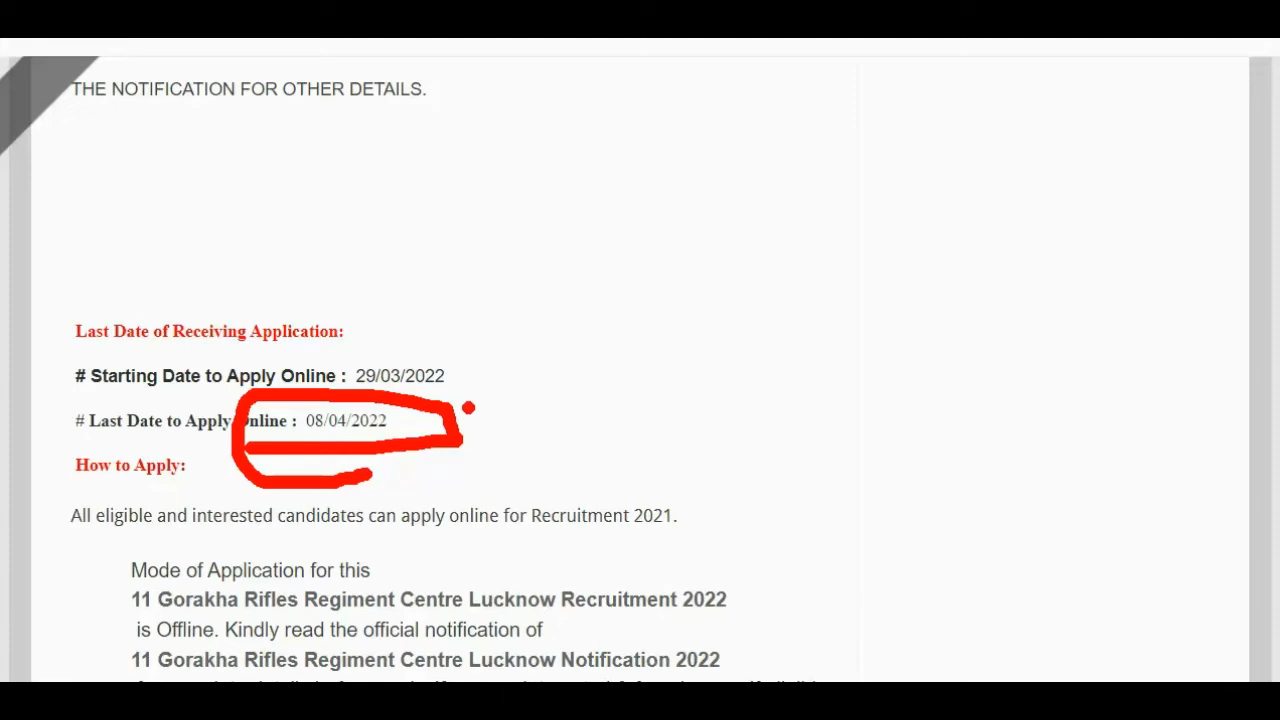 THE NOTIFICATION FOR OTHER DETAILS.
Last Date of Receiving Application:
# Starting Date to Apply Online : 29/03/2022
# Last Date to Apply Online : 08/04/2022
How to Apply:
All eligible and interested candidates can apply online for Recruitment 2021.
Mode of Application for this
11 Gorakha Rifles Regiment Centre Lucknow Recruitment 2022
is Offline. Kindly read the official notification of
11 Gorakha Rifles Regiment Centre Lucknow Notification 2022